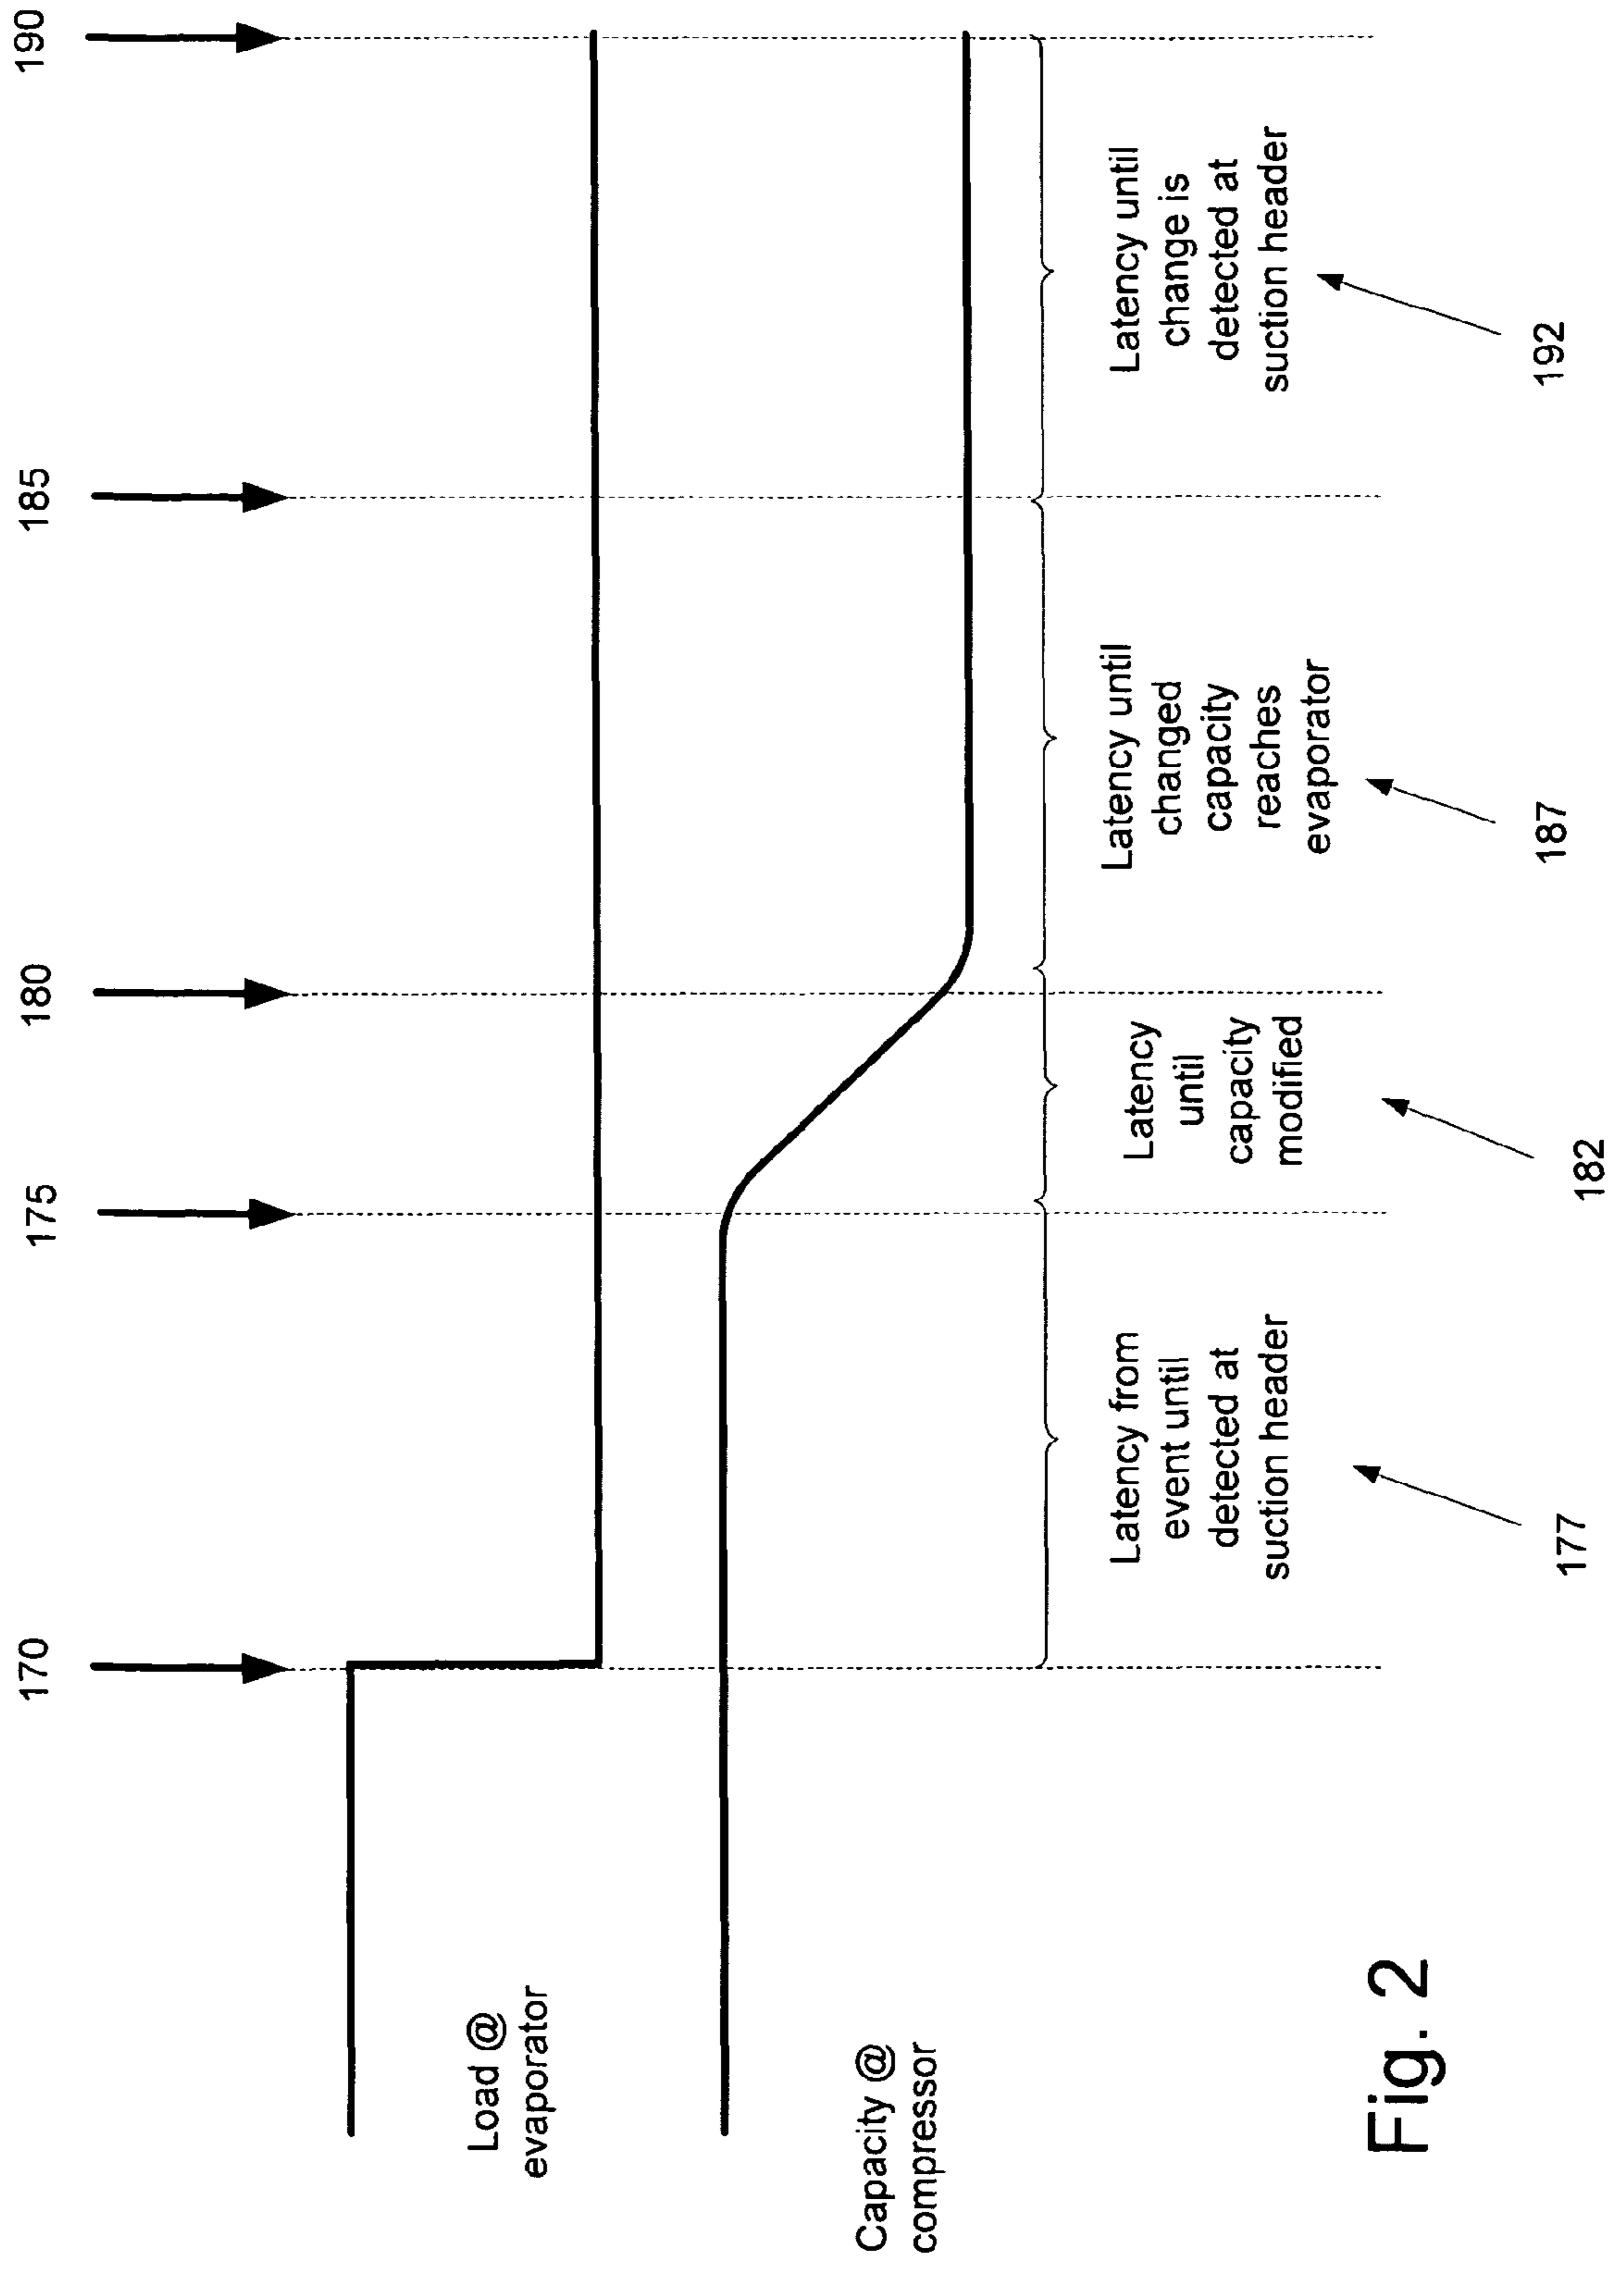 170
175
180
185
190
Load @
evaporator
Capacity @
compressor
Latency from
event until
detected at
suction header
Latency
until
capacity
modified
Latency until
changed
capacity
reaches
evaporator
Latency until
change is
detected at
suction header
177
182
187
192
Fig. 2